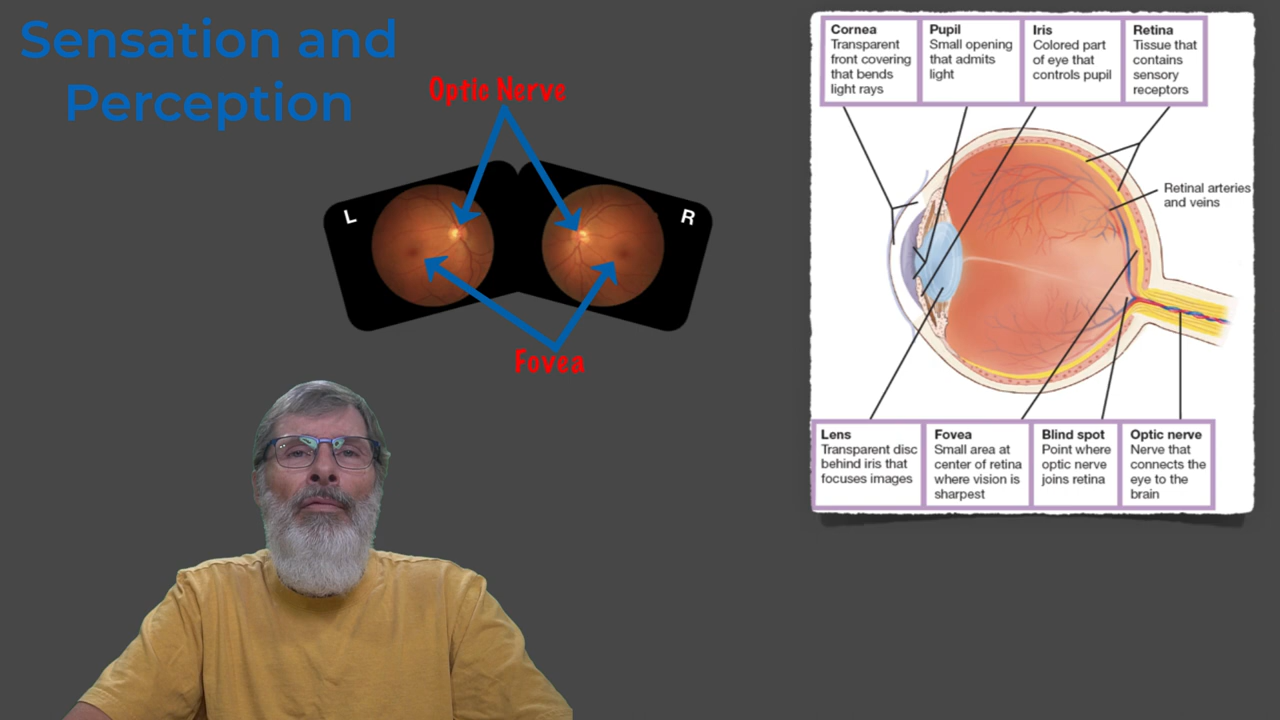 Sensation and
Perception
Optic Nerve
L
R
Fovea
Cornea
Transparent
front covering
that bends
light rays
Pupil
Small opening
that admits
light
Iris
Colored part
of eye that
controls pupil
Retina
Tissue that
contains
sensory
receptors
Retinal arteries
and veins
Lens
Transparent disc
behind iris that
focuses images
Fovea
Small area at
center of retina
where vision is
sharpest
Blind spot
Point where
optic nerve
joins retina
Optic nerve
Nerve that
connects the
eye to the
brain